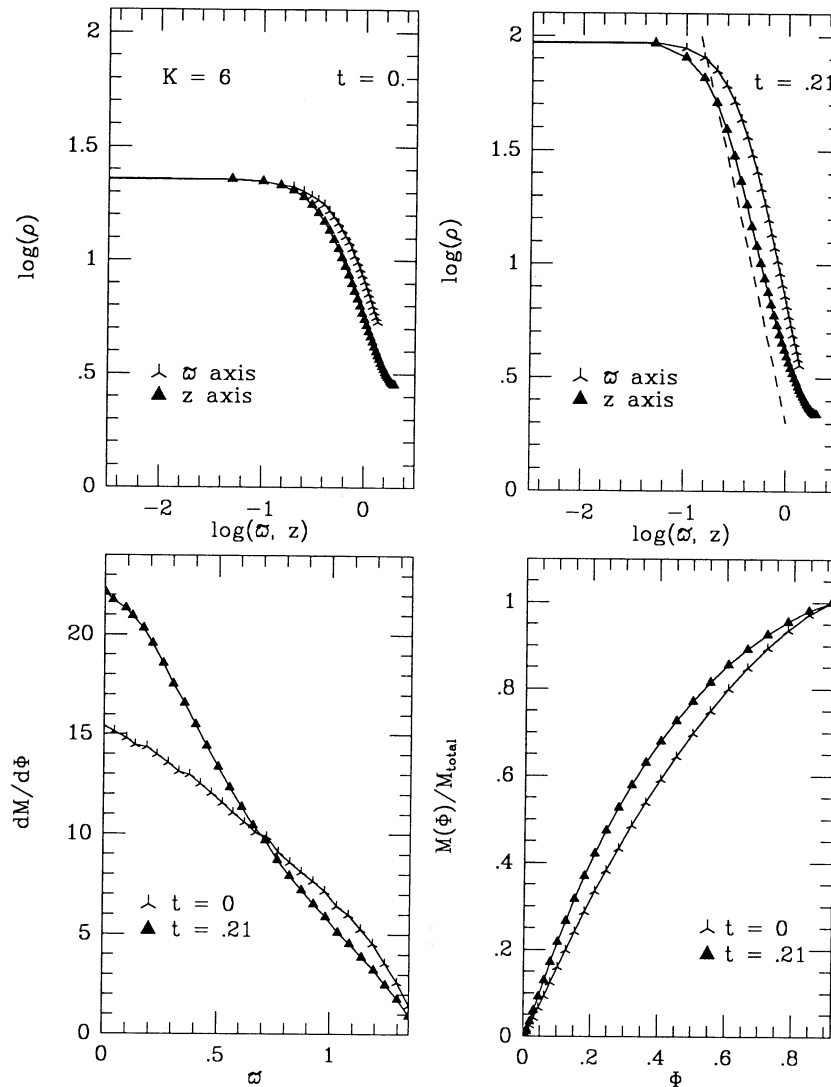 2
1.5
1
.5
0
log(ρ)
K = 6
t = 0.
ϖ axis
z axis
-2
-1
0
log(ϖ, z)
2
1.5
1
.5
0
log(ρ)
t = .21
ϖ axis
z axis
-2
-1
0
log(ϖ, z)
20
15
10
5
0
dM/dΦ
t = 0
t = .21
0
.5
1
ϖ
1
.8
.6
.4
.2
0
M(Φ)/M_total
t = 0
t = .21
0
.2
.4
.6
.8
Φ